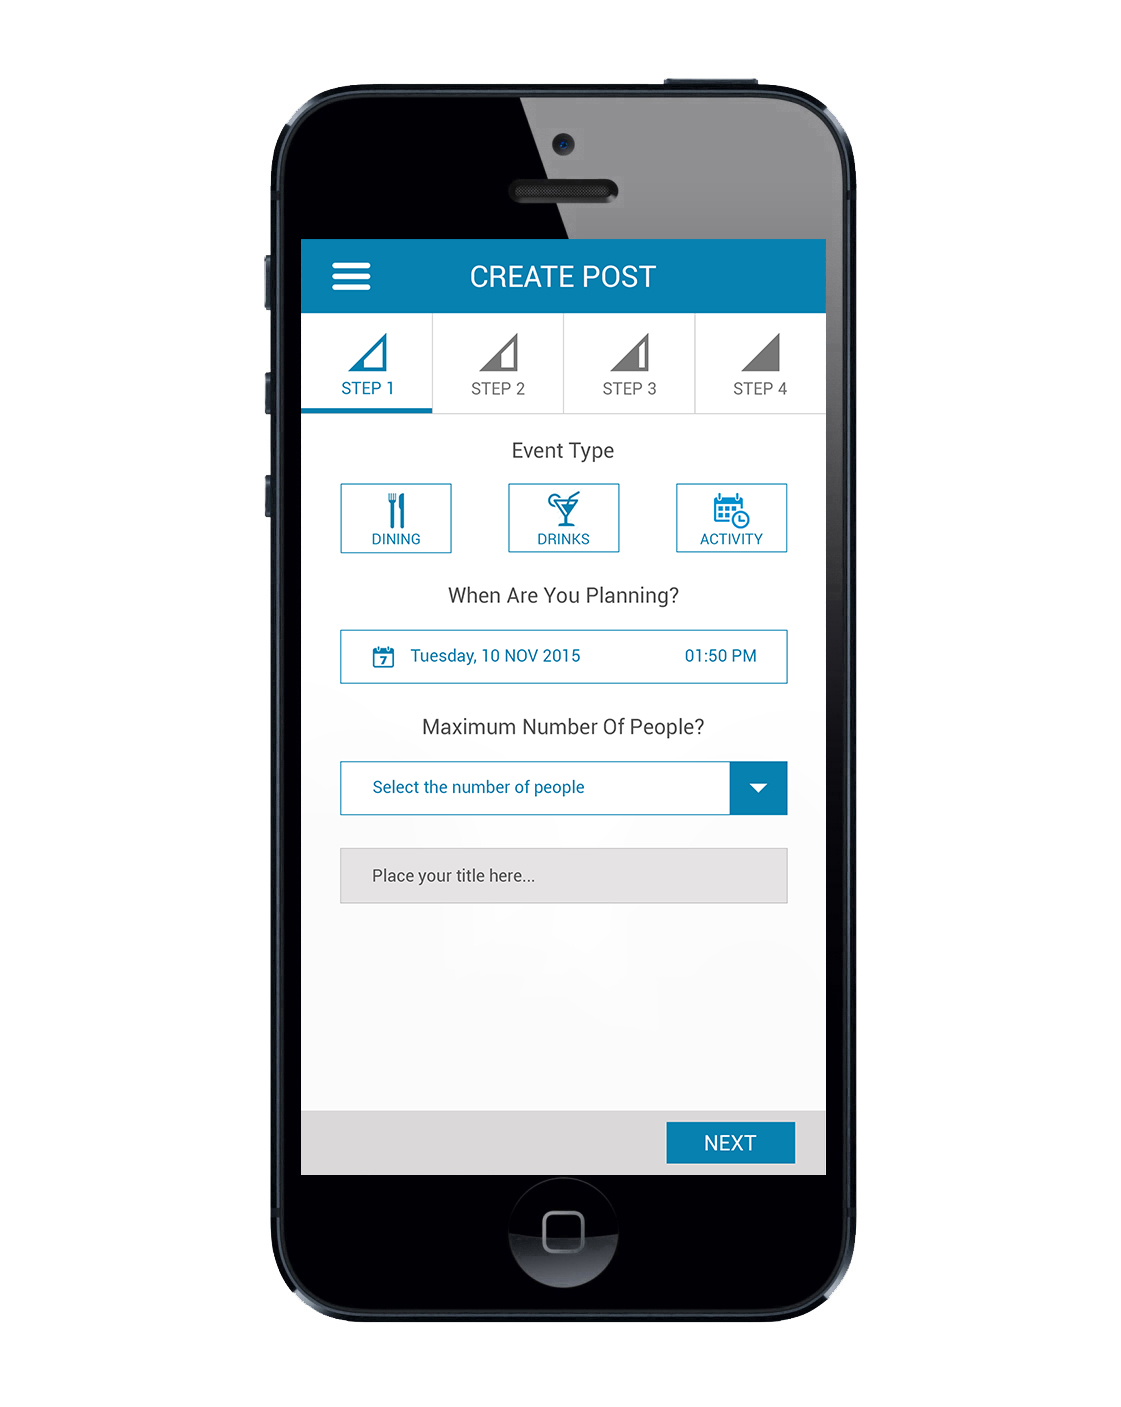 CREATE POST
STEP 1
STEP 2
STEP 3
STEP 4
Event Type
DINING
DRINKS
ACTIVITY
When Are You Planning?
7
Tuesday, 10 NOV 2015
01:50 PM
Maximum Number Of People?
Select the number of people
Place your title here...
NEXT